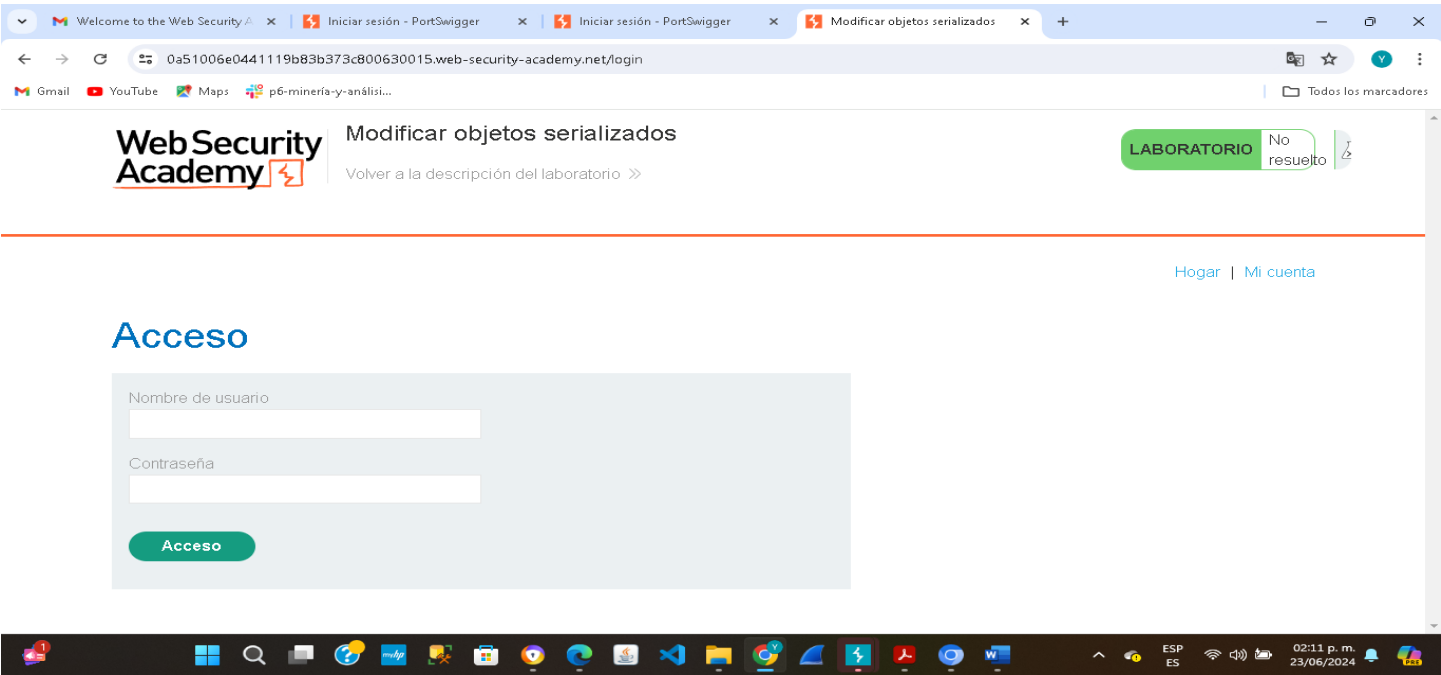 Welcome to the Web Security A
Iniciar sesión - PortSwigger
Iniciar sesión - PortSwigger
Modificar objetos serializados
0a51006e0441119b83b373c800630015.web-security-academy.net/login
Y
Gmail
YouTube
Maps
p6-minería-y-análisi...
Todos los marcadores
Web Security
Academy
Modificar objetos serializados
Volver a la descripción del laboratorio
LABORATORIO
No
resuelto
Hogar | Mi cuenta
Acceso
Nombre de usuario
Contraseña
Acceso
1
myhp
Y
W
ESP
ES
02:11 p. m.
23/06/2024
PRE